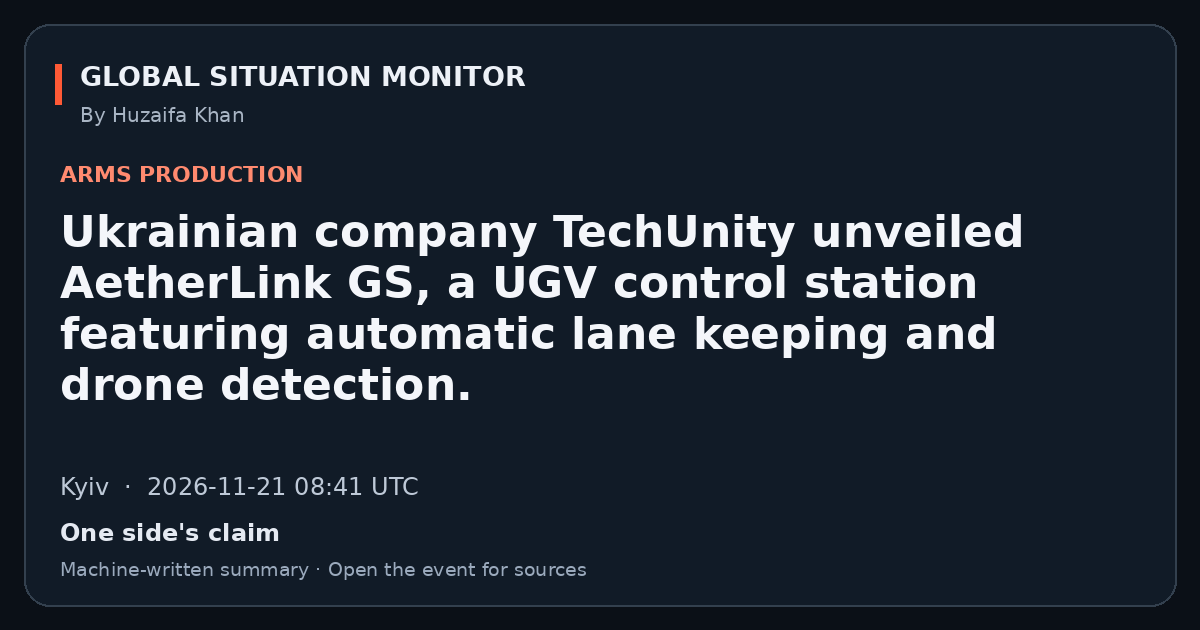 GLOBAL SITUATION MONITOR
By Huzaifa Khan
ARMS PRODUCTION
Ukrainian company TechUnity unveiled
AetherLink GS, a UGV control station
featuring automatic lane keeping and
drone detection.
Kyiv · 2026-11-21 08:41 UTC
One side's claim
Machine-written summary · Open the event for sources